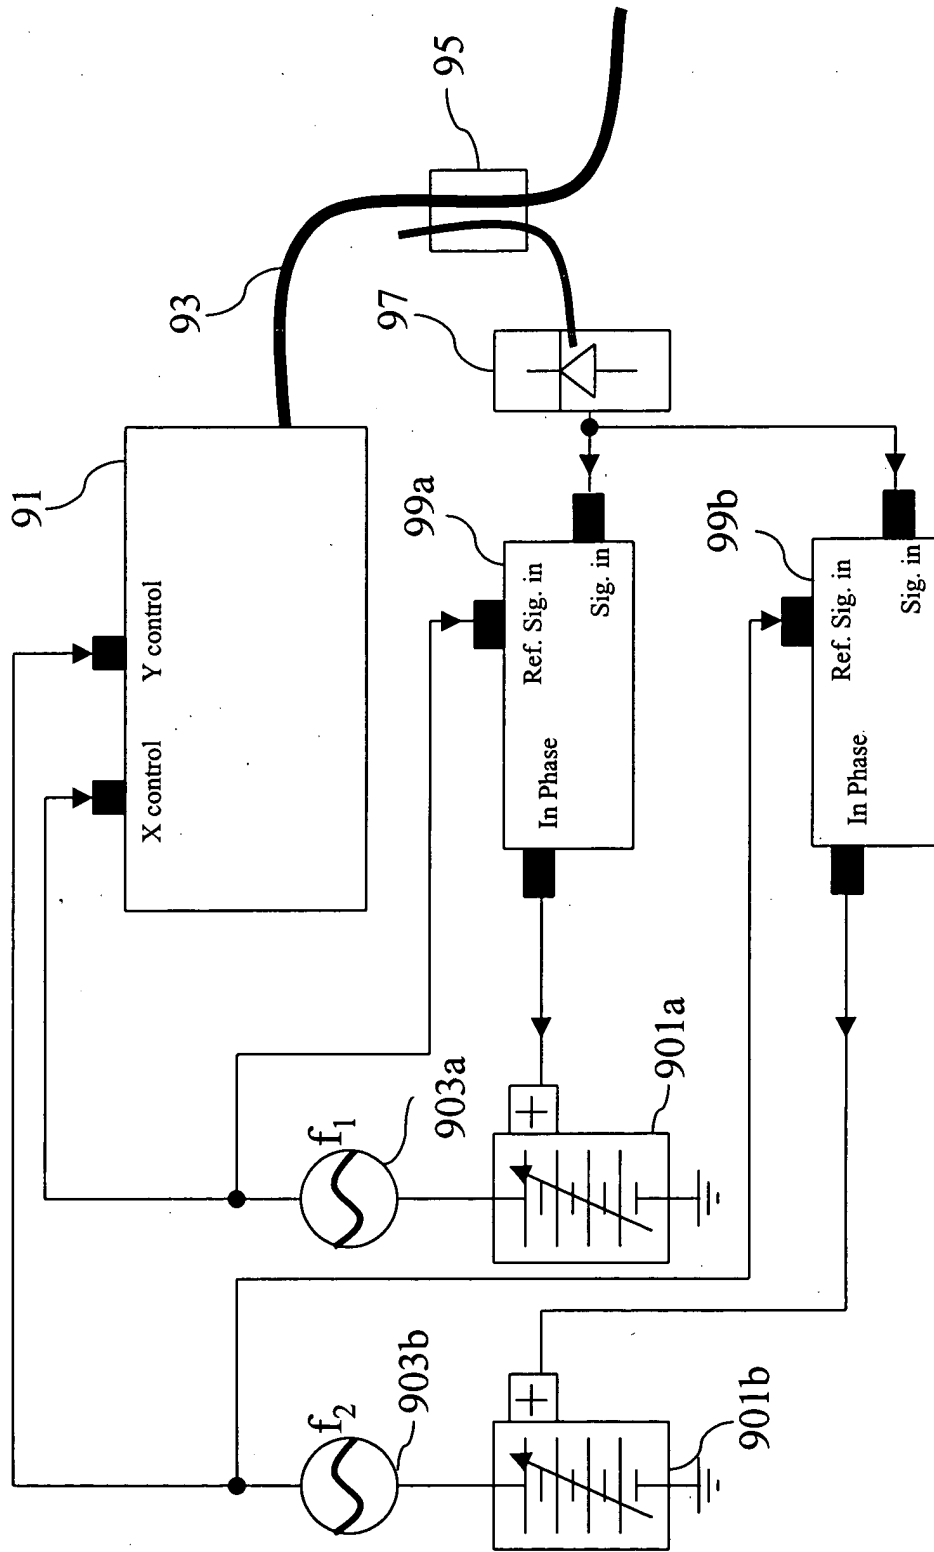 95
93
97
91
X control
Y control
99a
Ref. Sig. in
Sig. in
In Phase
99b
Ref. Sig. in
Sig. in
In Phase
f₁
903a
901a
+
f₂
903b
901b
+